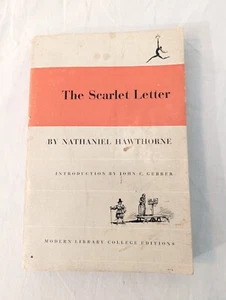 The Scarlet Letter
BY NATHANIEL HAWTHORNE
INTRODUCTION BY JOHN C. GERBER
MODERN LIBRARY COLLEGE EDITIONS